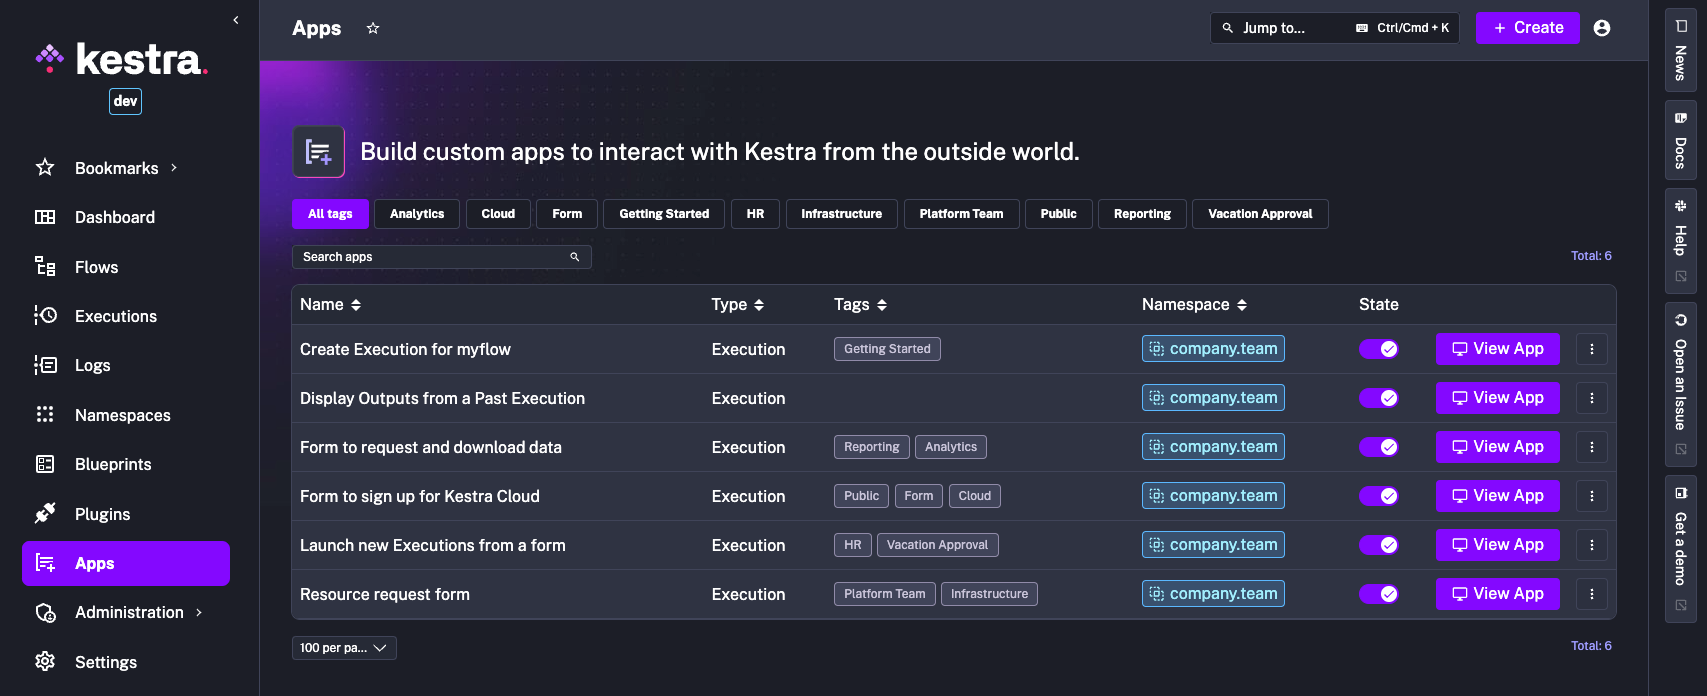 kestra.
dev
Bookmarks
Dashboard
Flows
Executions
Logs
Namespaces
Blueprints
Plugins
Apps
Administration
Settings
Apps
Jump to... Ctrl/Cmd + K
+ Create
Build custom apps to interact with Kestra from the outside world.
All tags Analytics Cloud Form Getting Started HR Infrastructure Platform Team Public Reporting Vacation Approval
Search apps
Total: 6
Name Type Tags Namespace State
Create Execution for myflow Execution Getting Started company.team View App
Display Outputs from a Past Execution Execution company.team View App
Form to request and download data Execution Reporting Analytics company.team View App
Form to sign up for Kestra Cloud Execution Public Form Cloud company.team View App
Launch new Executions from a form Execution HR Vacation Approval company.team View App
Resource request form Execution Platform Team Infrastructure company.team View App
100 per pa...
Total: 6
News
Docs
Help
Open an Issue
Get a demo